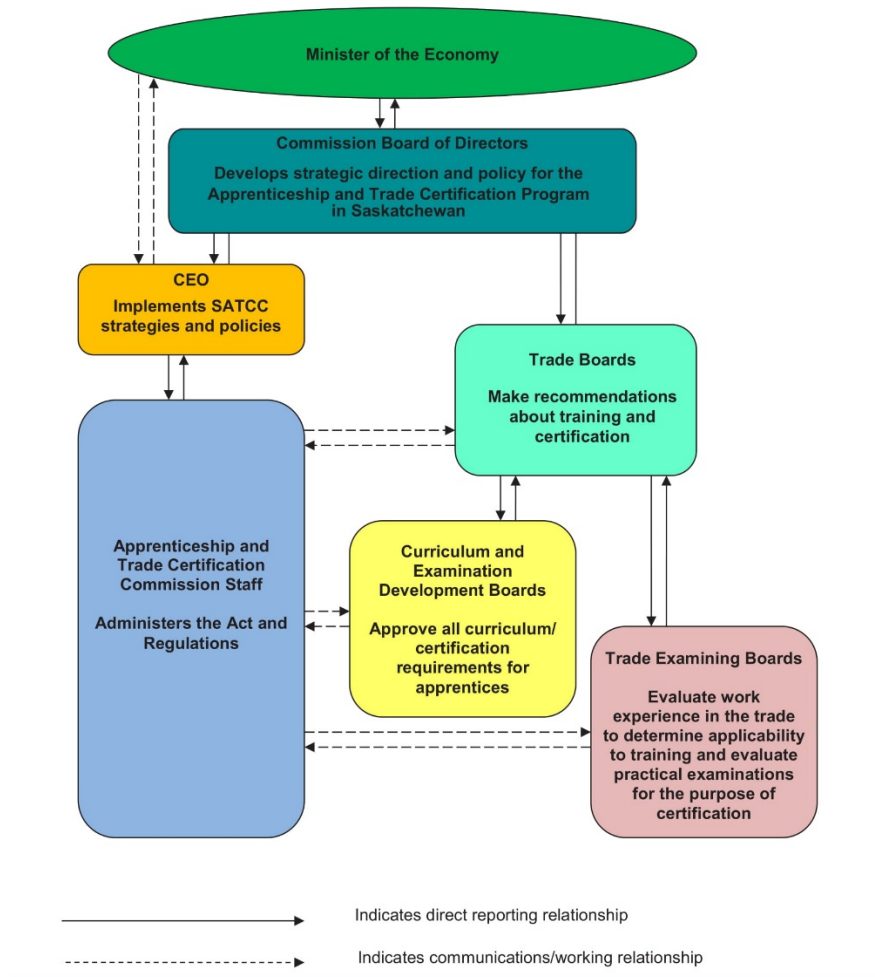 Minister of the Economy
Commission Board of Directors
Develops strategic direction and policy for the
Apprenticeship and Trade Certification Program
in Saskatchewan
CEO
Implements SATCC
strategies and policies
Trade Boards
Make recommendations
about training and
certification
Apprenticeship and
Trade Certification
Commission Staff
Administers the Act and
Regulations
Curriculum and
Examination
Development Boards
Approve all curriculum/
certification
requirements for
apprentices
Trade Examining Boards
Evaluate work
experience in the trade
to determine applicability
to training and evaluate
practical examinations
for the purpose of
certification
Indicates direct reporting relationship
Indicates communications/working relationship